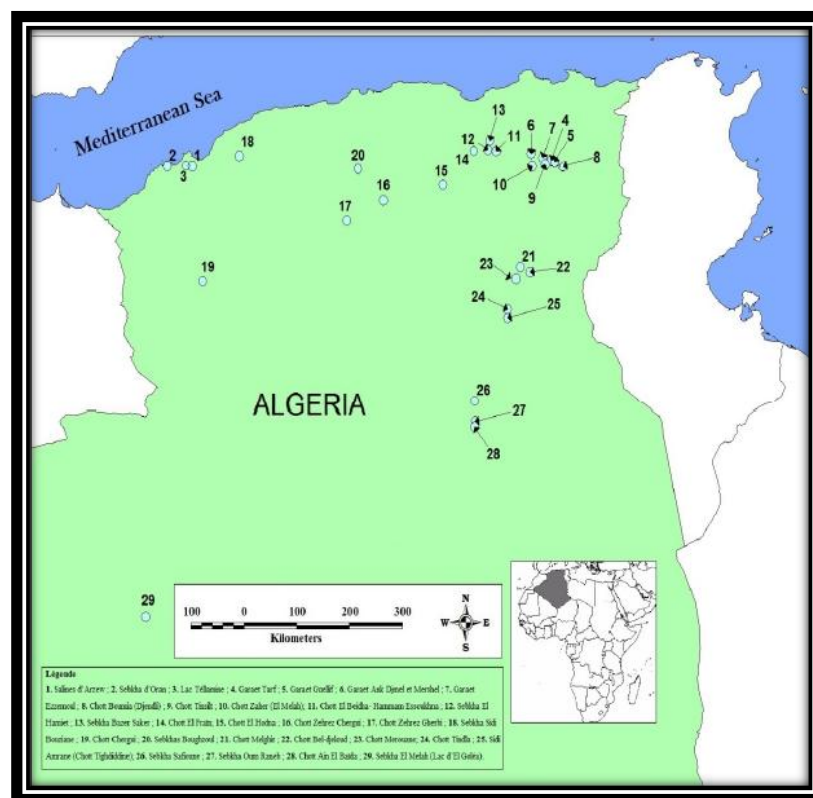 Mediterranean Sea
13
12
11
14
6
7
4
5
8
10
9
18
2
1
3
20
15
16
17
19
21
23
22
24
25
ALGERIA
26
27
28
29
100 0 100 200 300
Kilometers
N
W E
S
Légende
1. Salines d'Arzew ; 2. Sebkha d'Oran ; 3. Lac Télamine ; 4. Garaet Tarf ; 5. Garaet Guellif ; 6. Garaet Ank Djmel et Merdsel ; 7. Garaet
Ezzemoul ; 8. Chott Boumia (Djendli) ; 9. Chott Tinsilt ; 10. Chott Zaher (El Melah); 11. Chott El Beidha- Hammam Essoukhna ; 12. Sebkha El
Hamiet ; 13. Sebkha Bazer Saker ; 14. Chott El Frain; 15. Chott El Hodna ; 16. Chott Zehrez Chergui ; 17. Chott Zehrez Gherbi ; 18. Sebkha Sidi
Bouziane ; 19. Chott Chergui ; 20. Sebkhas Boughzoul ; 21. Chott Melghir ; 22. Chott Bel-djeloud ; 23. Chott Merouane; 24. Chott Tindla ; 25. Sidi
Amrane (Chott Tighdiddine); 26. Sebkha Safioune ; 27. Sebkha Oum Raneb ; 28. Chott Ain El Baida; 29. Sebkha El Melah (Lac d'El Goléa).